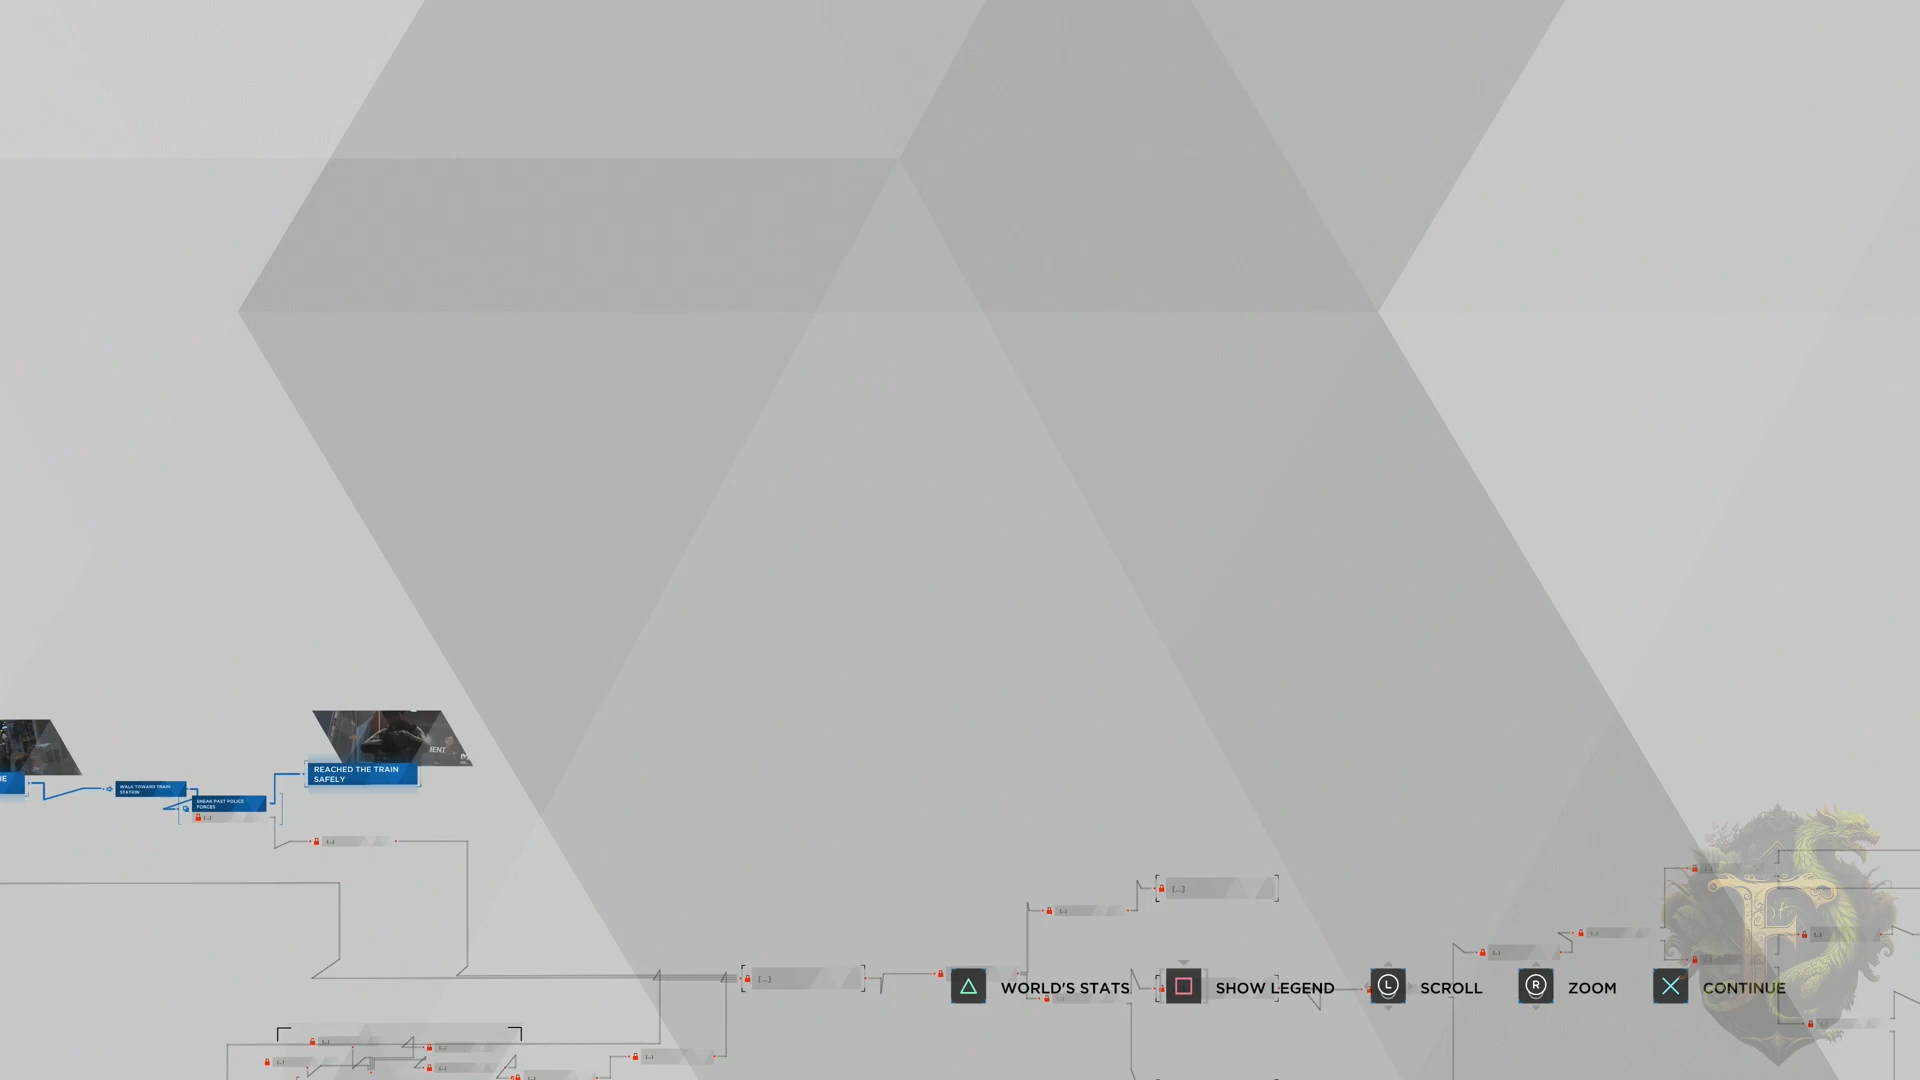 IENT
REACHED THE TRAIN
SAFELY
WALK TOWARD TRAIN
STATION
SNEAK PAST POLICE
FORCES
[...]
[...]
[...]
[...]
[...]
[...]
[...]
[...]
WORLD'S STATS
SHOW LEGEND
L
SCROLL
R
ZOOM
CONTINUE
F